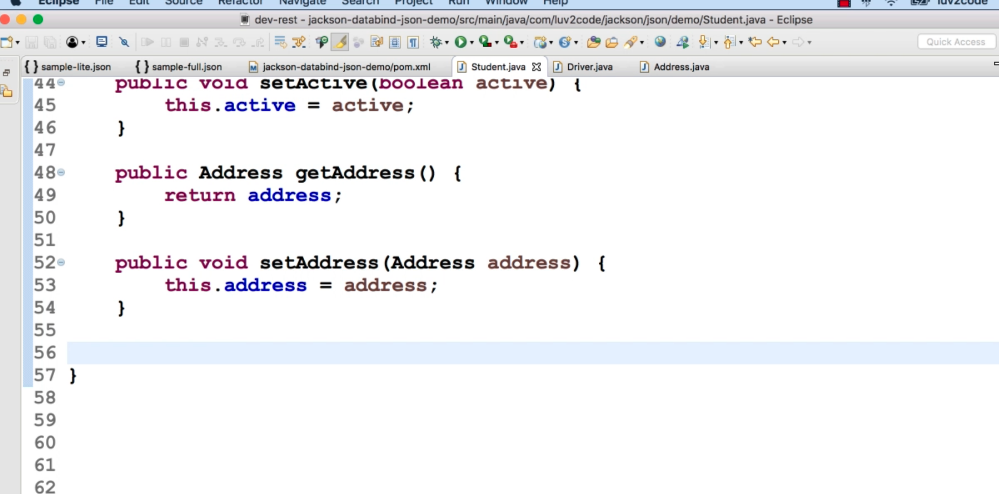 Eclipse File Edit Source Refactor Navigate Search Project Run Window Help luv2code
dev-rest - jackson-databind-json-demo/src/main/java/com/luv2code/jackson/json/demo/Student.java - Eclipse
Quick Access
{ } sample-lite.json { } sample-full.json jackson-databind-json-demo/pom.xml Student.java Driver.java Address.java
44 public void setActive(boolean active) {
45 this.active = active;
46 }
47
48 public Address getAddress() {
49 return address;
50 }
51
52 public void setAddress(Address address) {
53 this.address = address;
54 }
55
56
57 }
58
59
60
61
62